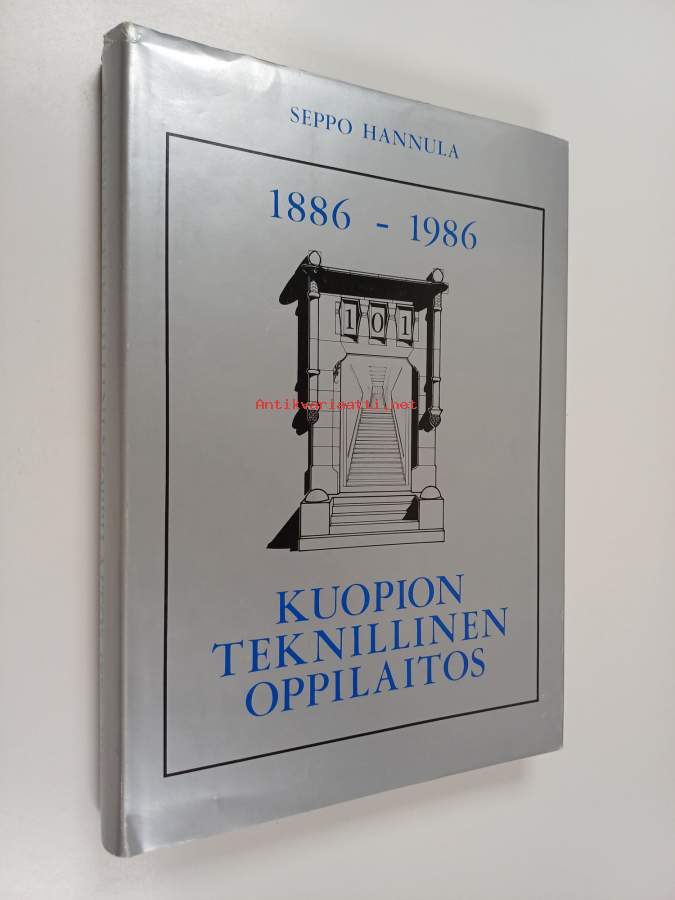 SEPPO HANNULA
1886 - 1986
101
Antikvariaatti.net
KUOPION
TEKNILLINEN
OPPILAITOS